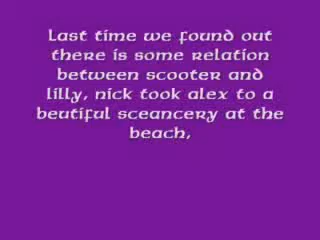 Last time we found out
there is some relation
between scooter and
lilly, nick took alex to a
beutiful sceancery at the
beach,